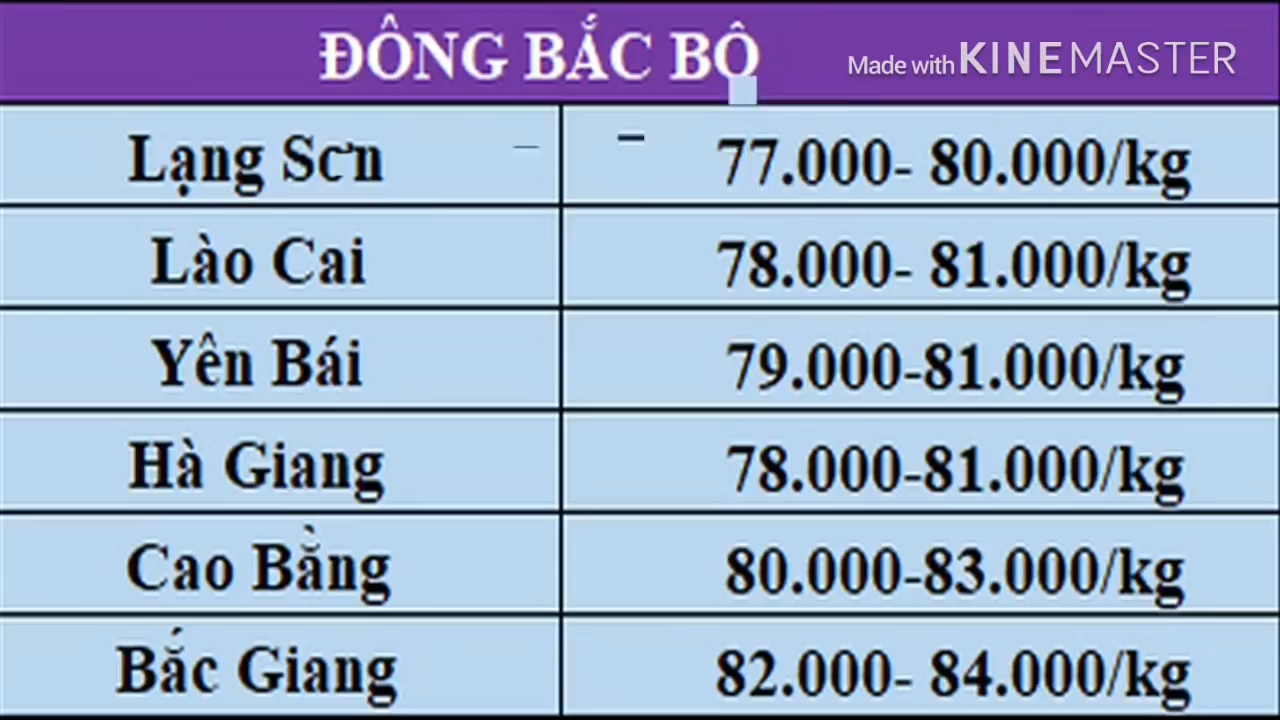 ĐÔNG BẮC BỘ
Made with KINEMASTER
Lạng Sơn 77.000- 80.000/kg
Lào Cai 78.000- 81.000/kg
Yên Bái 79.000-81.000/kg
Hà Giang 78.000-81.000/kg
Cao Bằng 80.000-83.000/kg
Bắc Giang 82.000- 84.000/kg